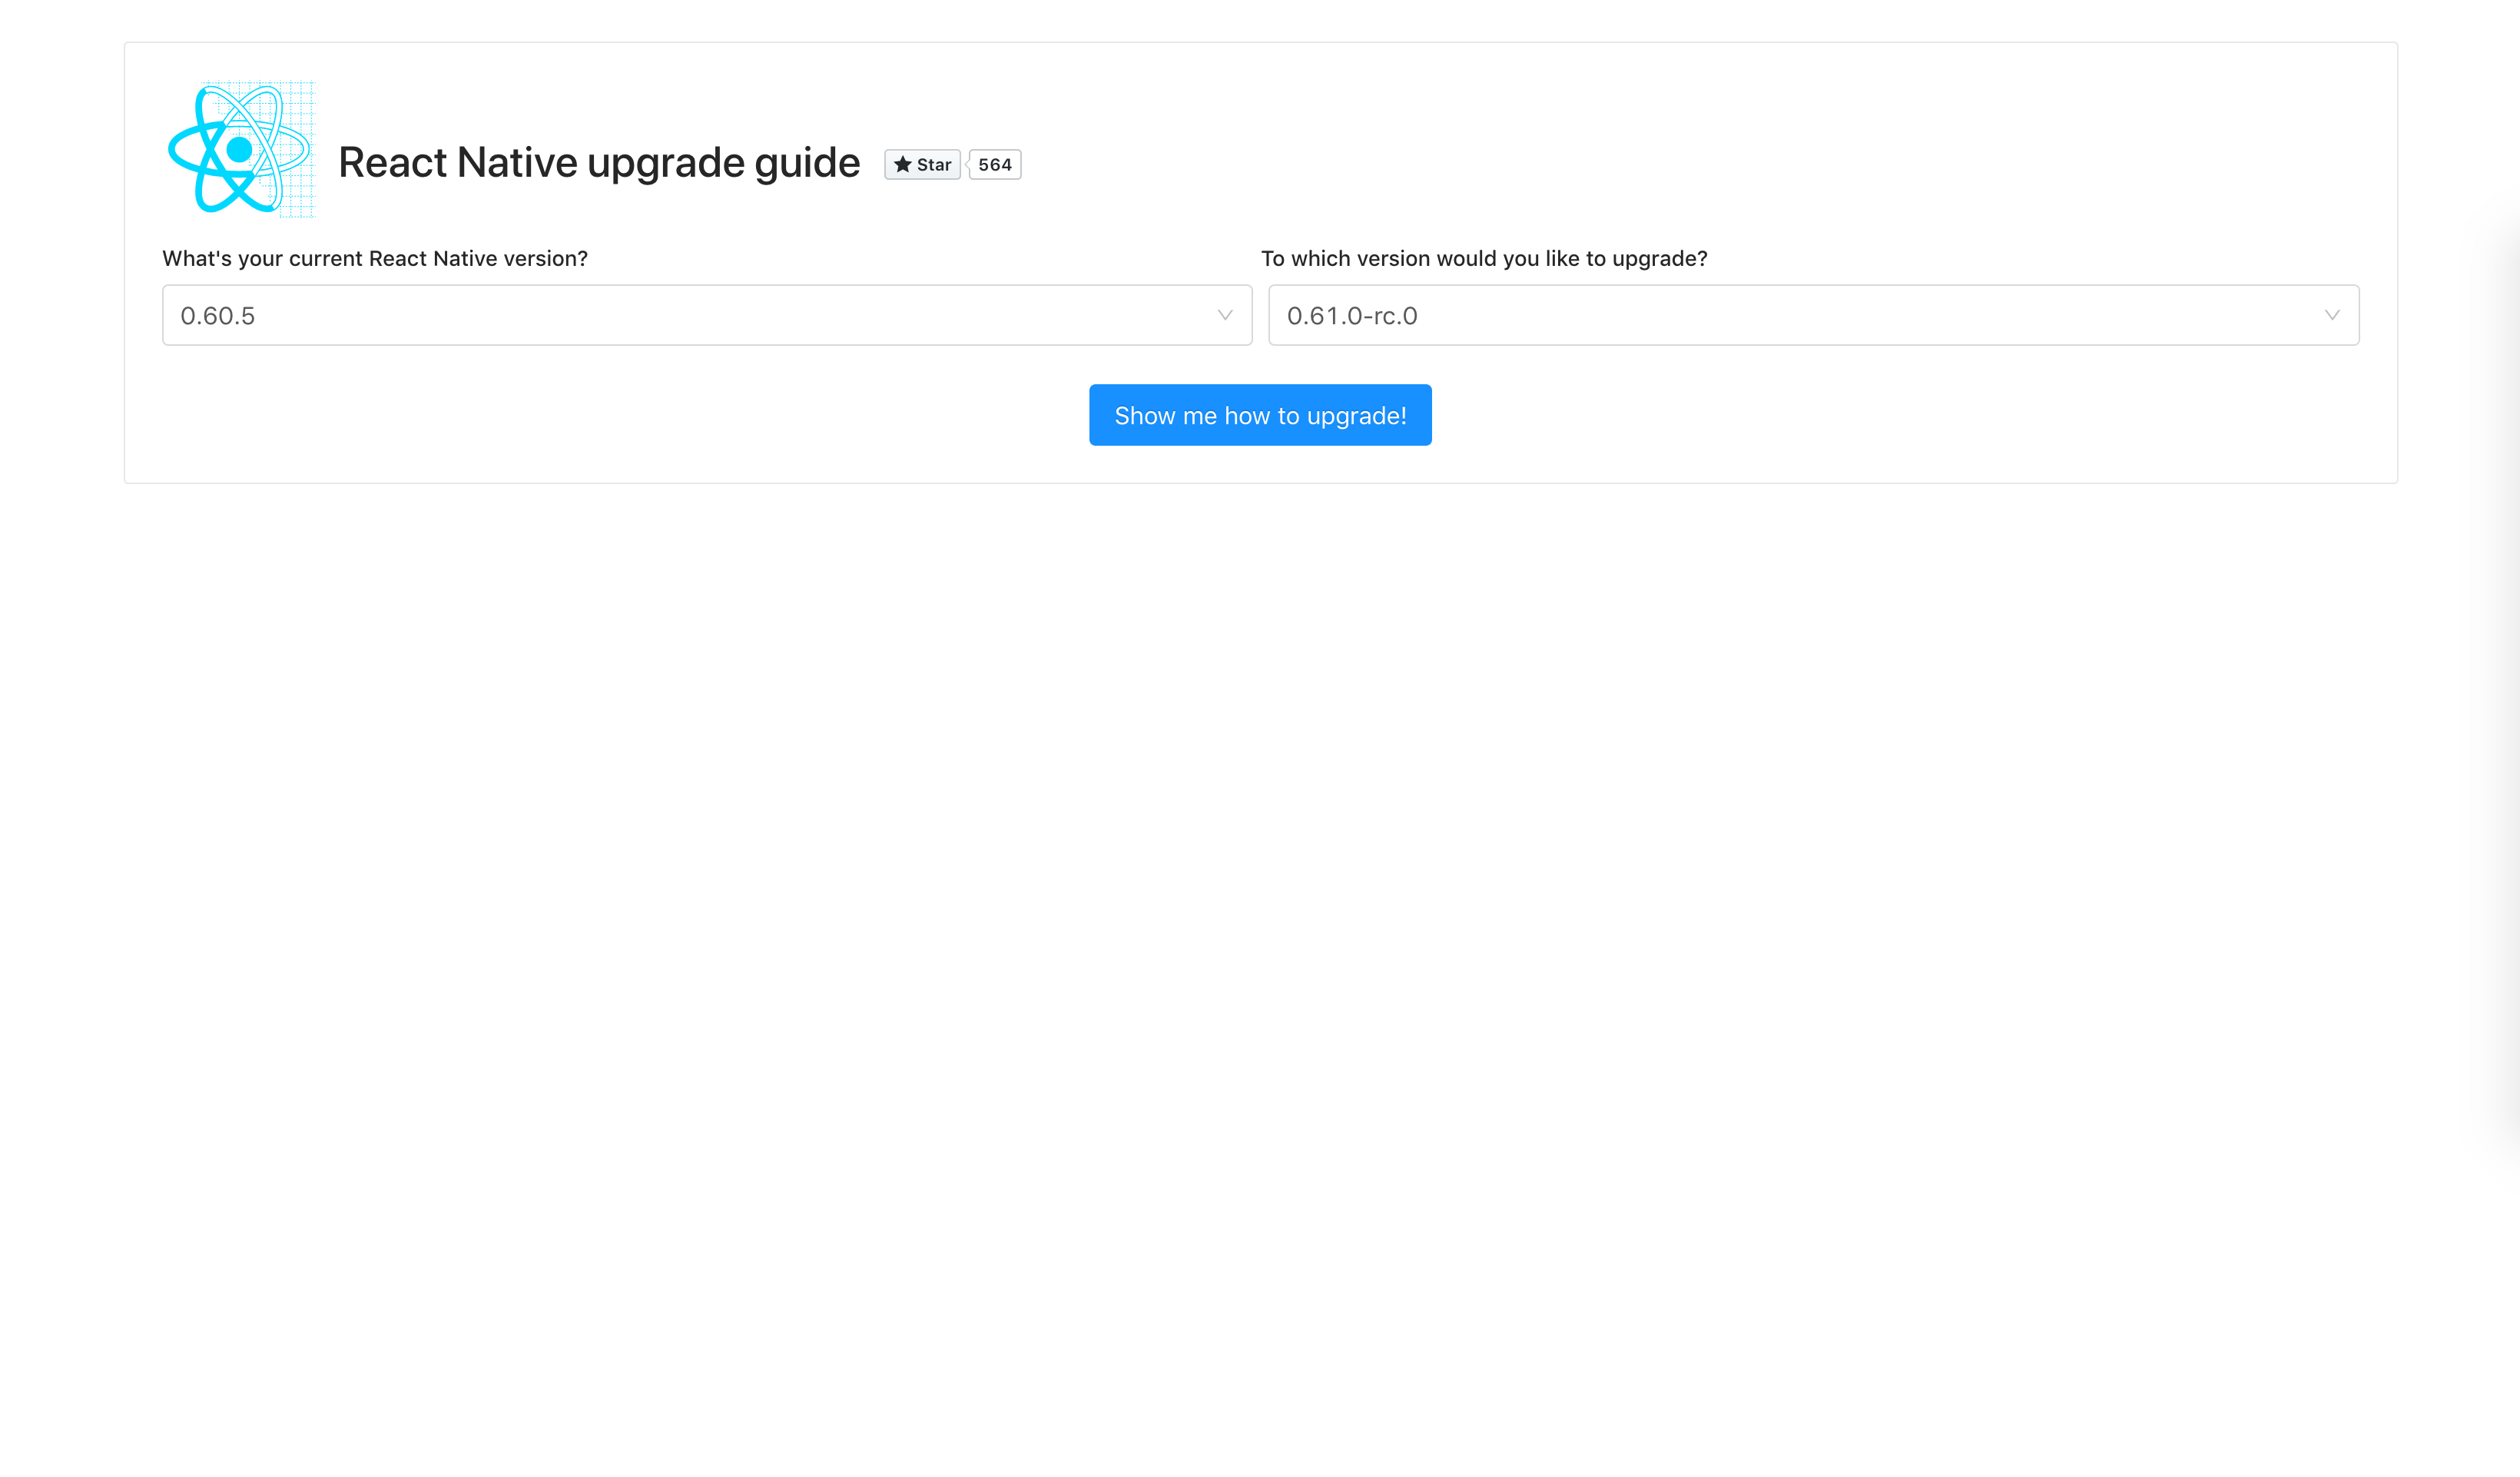 React Native upgrade guide
Star 564
What's your current React Native version?
To which version would you like to upgrade?
0.60.5
0.61.0-rc.0
Show me how to upgrade!